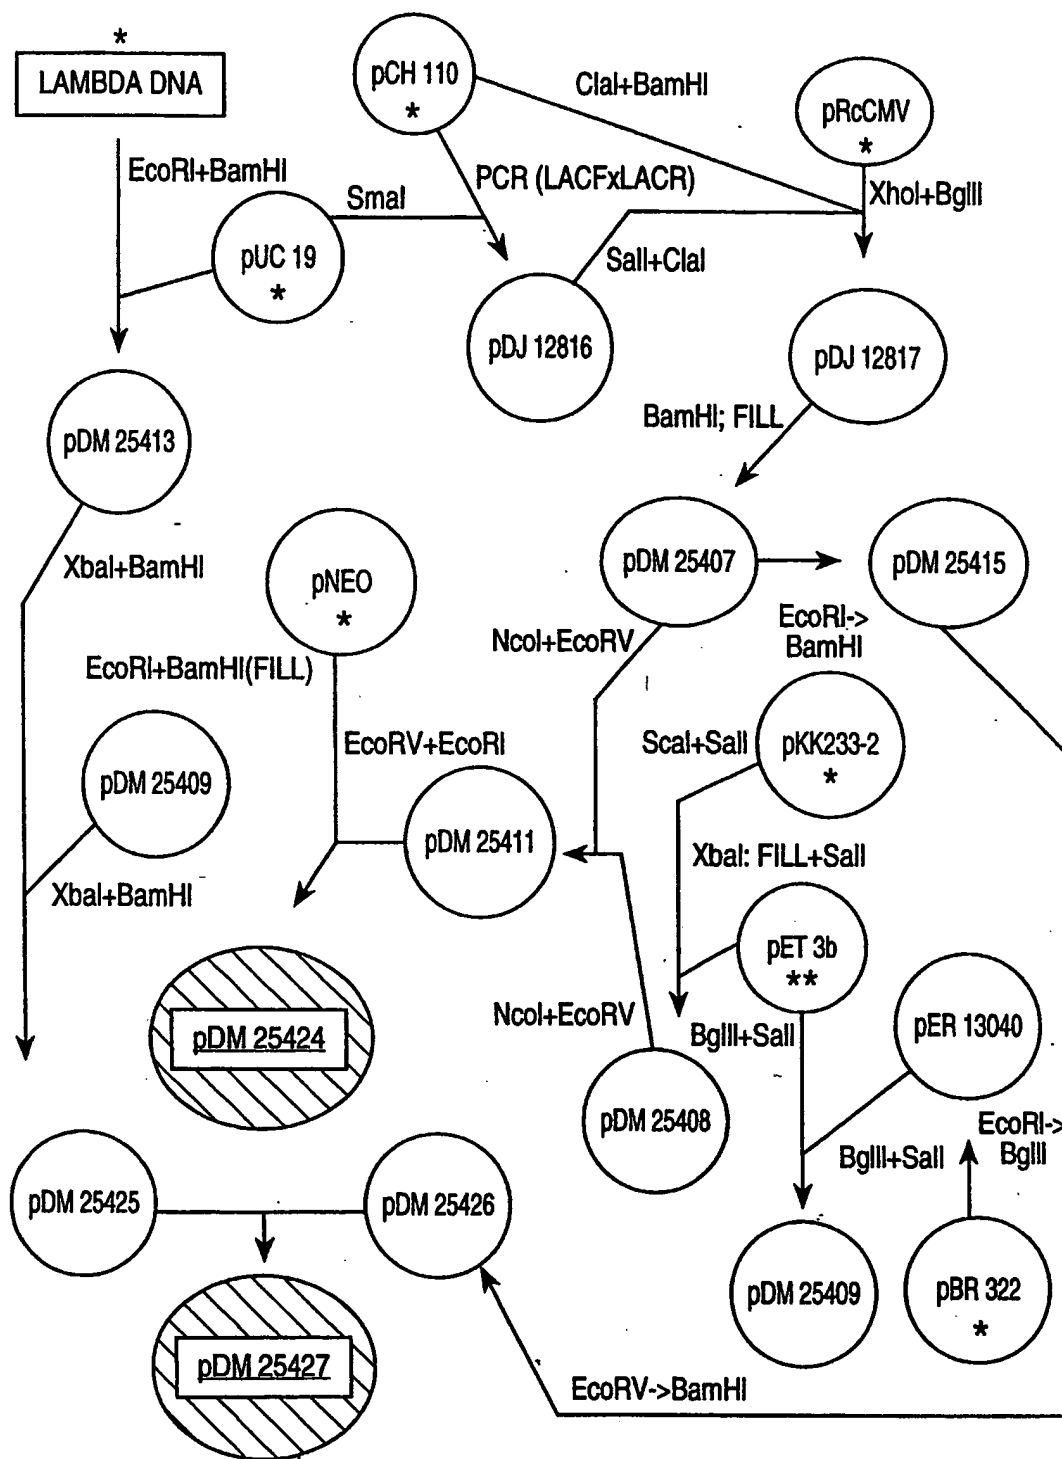 *
LAMBDA DNA
pCH 110
*
ClaI+BamHI
pRcCMV
*
EcoRI+BamHI
SmaI
PCR (LACFxLACR)
XhoI+BglII
pUC 19
*
SalI+ClaI
pDJ 12816
pDJ 12817
BamHI; FILL
pDM 25413
XbaI+BamHI
pNEO
*
pDM 25407
pDM 25415
NcoI+EcoRV
EcoRI->
BamHI
EcoRI+BamHI(FILL)
EcoRV+EcoRI
ScaI+SalI
pKK233-2
*
pDM 25409
pDM 25411
XbaI: FILL+SalI
XbaI+BamHI
pET 3b
**
NcoI+EcoRV
BglII+SalI
pER 13040
pDM 25424
pDM 25408
EcoRI->
BglII
BglII+SalI
pDM 25425
pDM 25426
pDM 25409
pBR 322
*
pDM 25427
EcoRV->BamHI